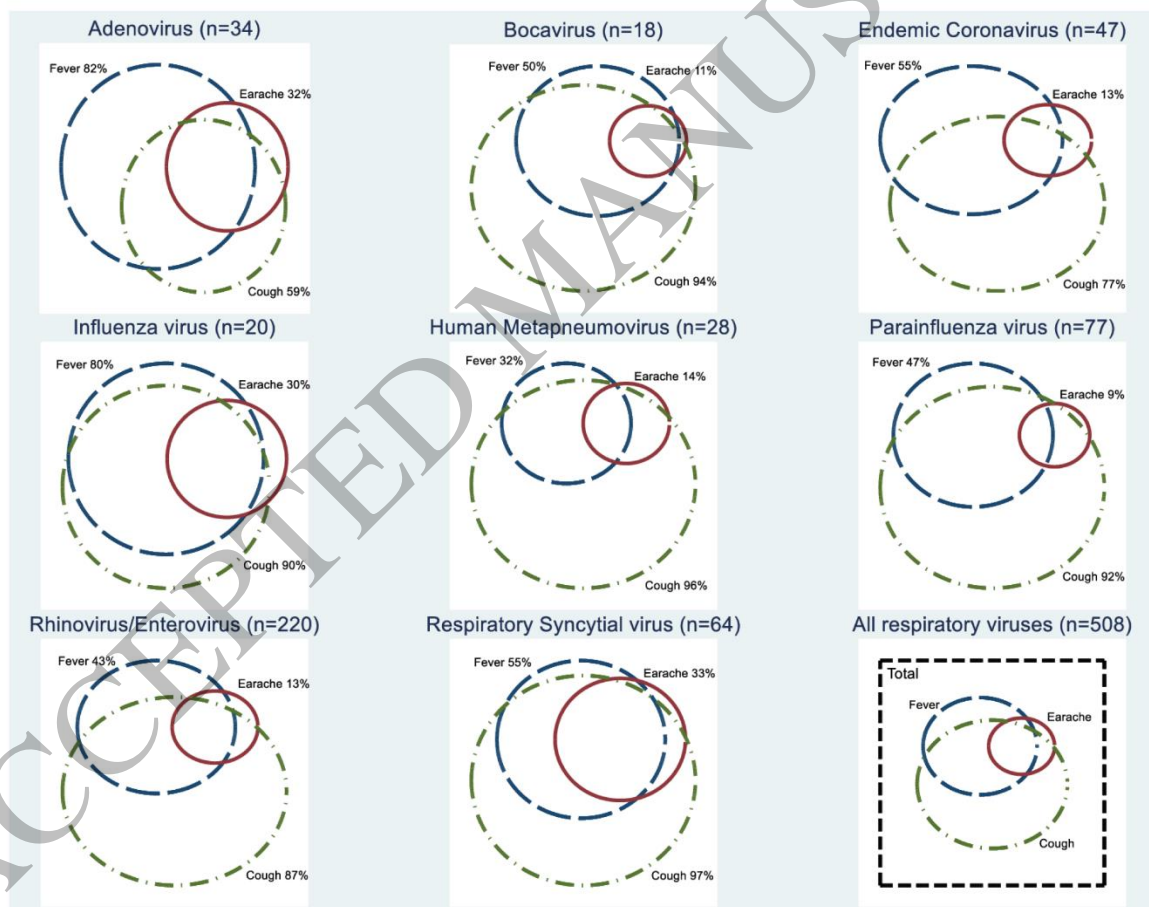 Adenovirus (n=34)
Fever 82%
Earache 32%
Cough 59%
Bocavirus (n=18)
Fever 50%
Earache 11%
Cough 94%
Endemic Coronavirus (n=47)
Fever 55%
Earache 13%
Cough 77%
Influenza virus (n=20)
Fever 80%
Earache 30%
Cough 90%
Human Metapneumovirus (n=28)
Fever 32%
Earache 14%
Cough 96%
Parainfluenza virus (n=77)
Fever 47%
Earache 9%
Cough 92%
Rhinovirus/Enterovirus (n=220)
Fever 43%
Earache 13%
Cough 87%
Respiratory Syncytial virus (n=64)
Fever 55%
Earache 33%
Cough 97%
All respiratory viruses (n=508)
Total
Fever
Earache
Cough
ACCEPTED MANUS